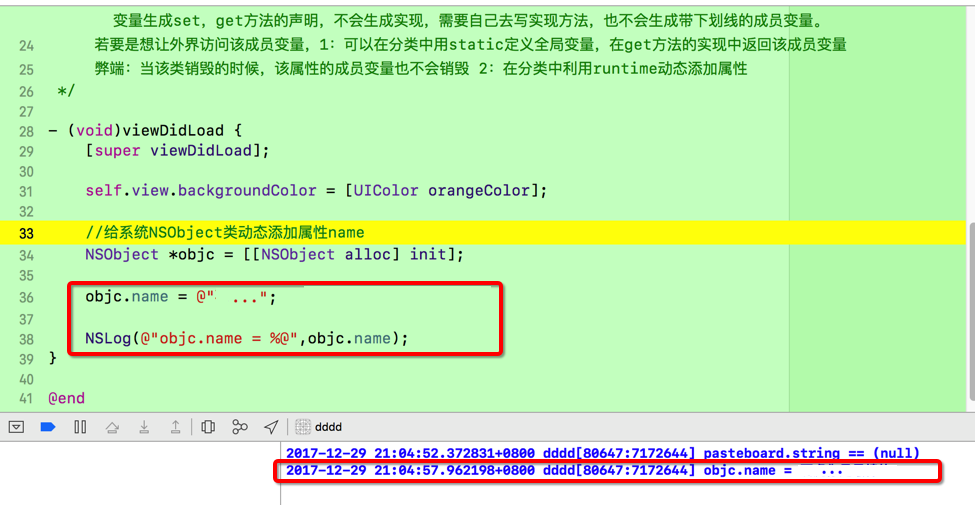 变量生成set，get方法的声明，不会生成实现，需要自己去写实现方法，也不会生成带下划线的成员变量。
24 若要是想让外界访问该成员变量，1：可以在分类中用static定义全局变量，在get方法的实现中返回该成员变量
25 弊端：当该类销毁的时候，该属性的成员变量也不会销毁 2：在分类中利用runtime动态添加属性
26 */
27
28 - (void)viewDidLoad {
29 [super viewDidLoad];
30
31 self.view.backgroundColor = [UIColor orangeColor];
32
33 //给系统NSObject类动态添加属性name
34 NSObject *objc = [[NSObject alloc] init];
35
36 objc.name = @" ...";
37
38 NSLog(@"objc.name = %@",objc.name);
39 }
40
41 @end
dddd
2017-12-29 21:04:52.372831+0800 dddd[80647:7172644] pasteboard.string == (null)
2017-12-29 21:04:57.962198+0800 dddd[80647:7172644] objc.name = ...